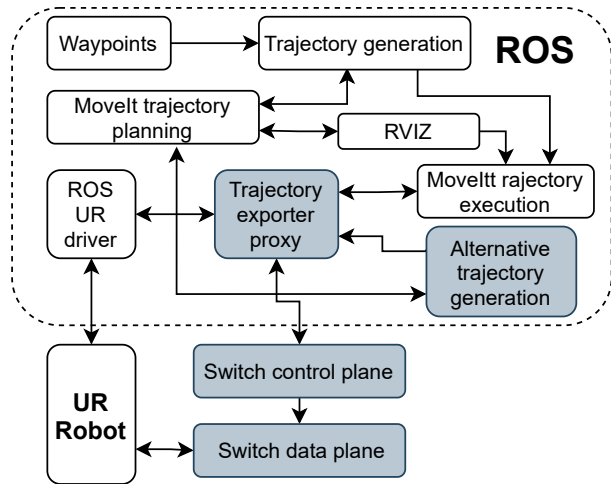 Waypoints
Trajectory generation
ROS
MoveIt trajectory
planning
RVIZ
ROS
UR
driver
Trajectory
exporter
proxy
MoveItt rajectory
execution
Alternative
trajectory
generation
UR
Robot
Switch control plane
Switch data plane